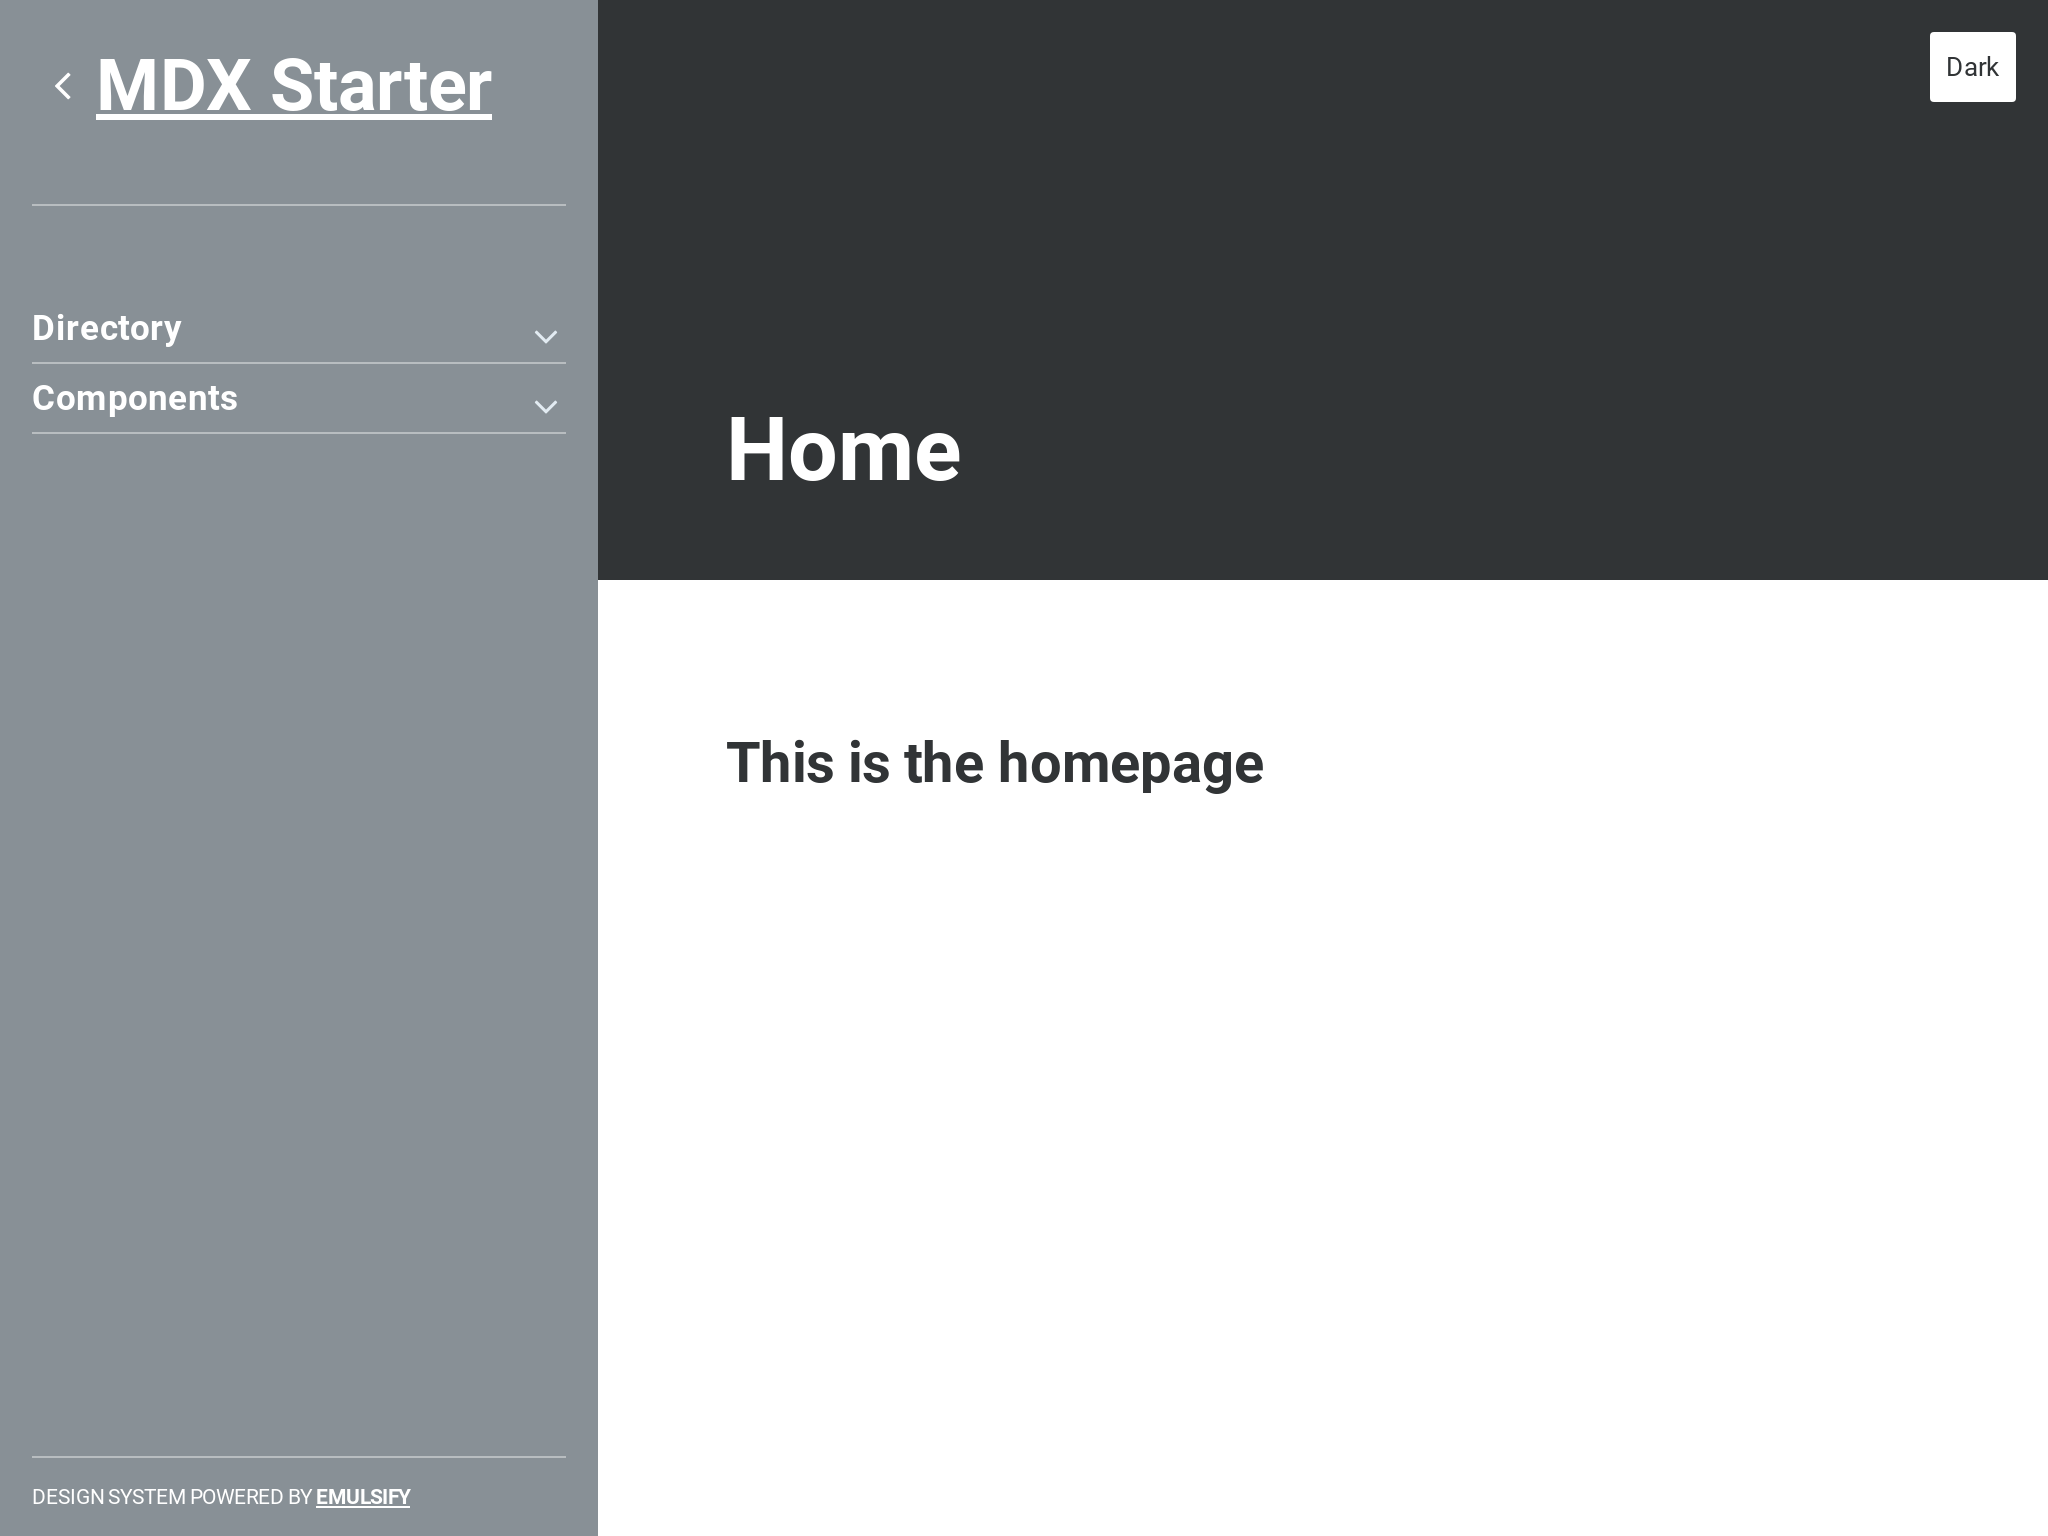 MDX Starter
Directory
Components
DESIGN SYSTEM POWERED BY EMULSIFY
Dark
Home
This is the homepage